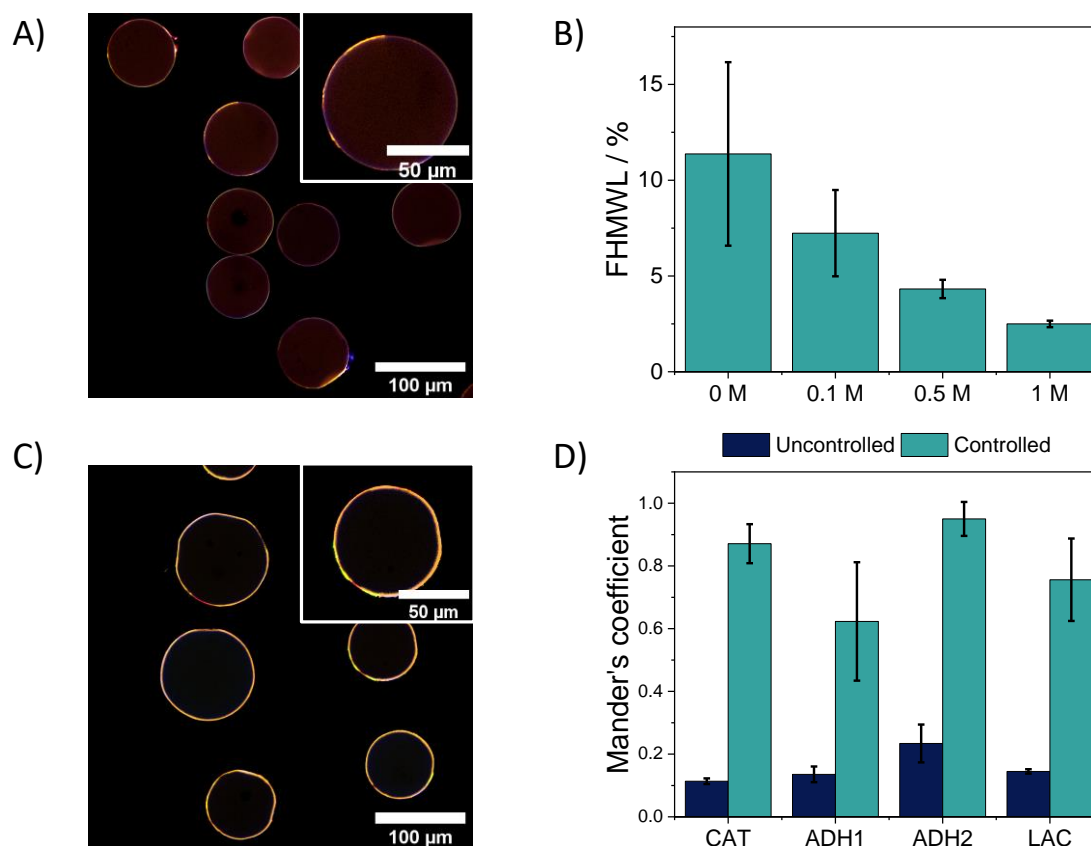 A)
50 µm
100 µm
B)
FHMWL / %
15
10
5
0
0 M 0.1 M 0.5 M 1 M
C)
50 µm
100 µm
D)
Uncontrolled Controlled
Mander's coefficient
1.0
0.8
0.6
0.4
0.2
0.0
CAT ADH1 ADH2 LAC